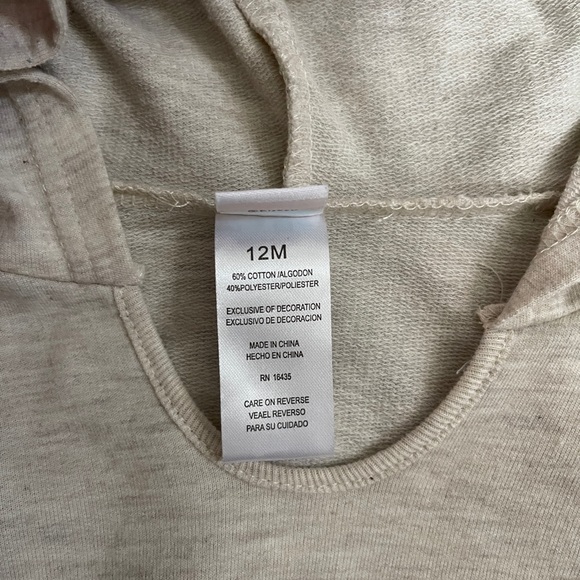 12M
60% COTTON /ALGODON
40%POLYESTER/POLIESTER
EXCLUSIVE OF DECORATION
EXCLUSIVO DE DECORACION
MADE IN CHINA
HECHO EN CHINA
RN 16435
CARE ON REVERSE
VEAEL REVERSO
PARA SU CUIDADO